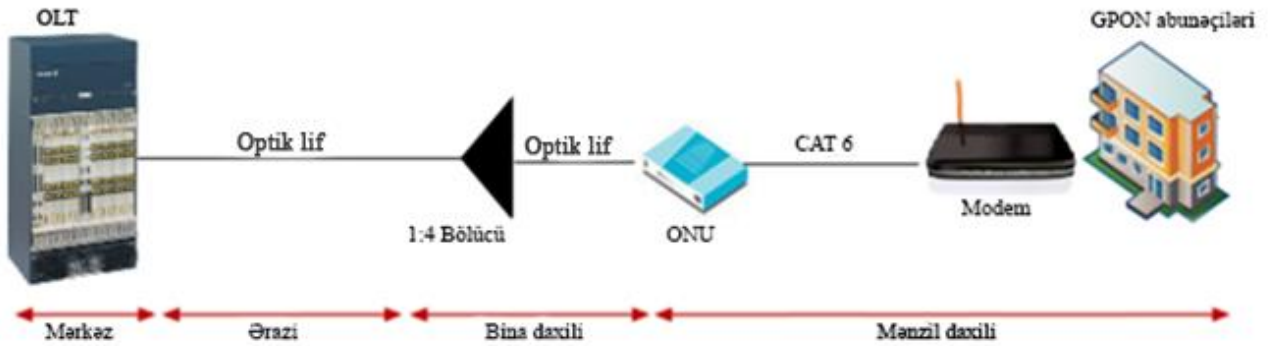 OLT
GPON abunəçiləri
Optik lif
Optik lif
CAT 6
1:4 Bölücü
ONU
Modem
Mərkəz
Ərazi
Bina daxili
Mənzil daxili